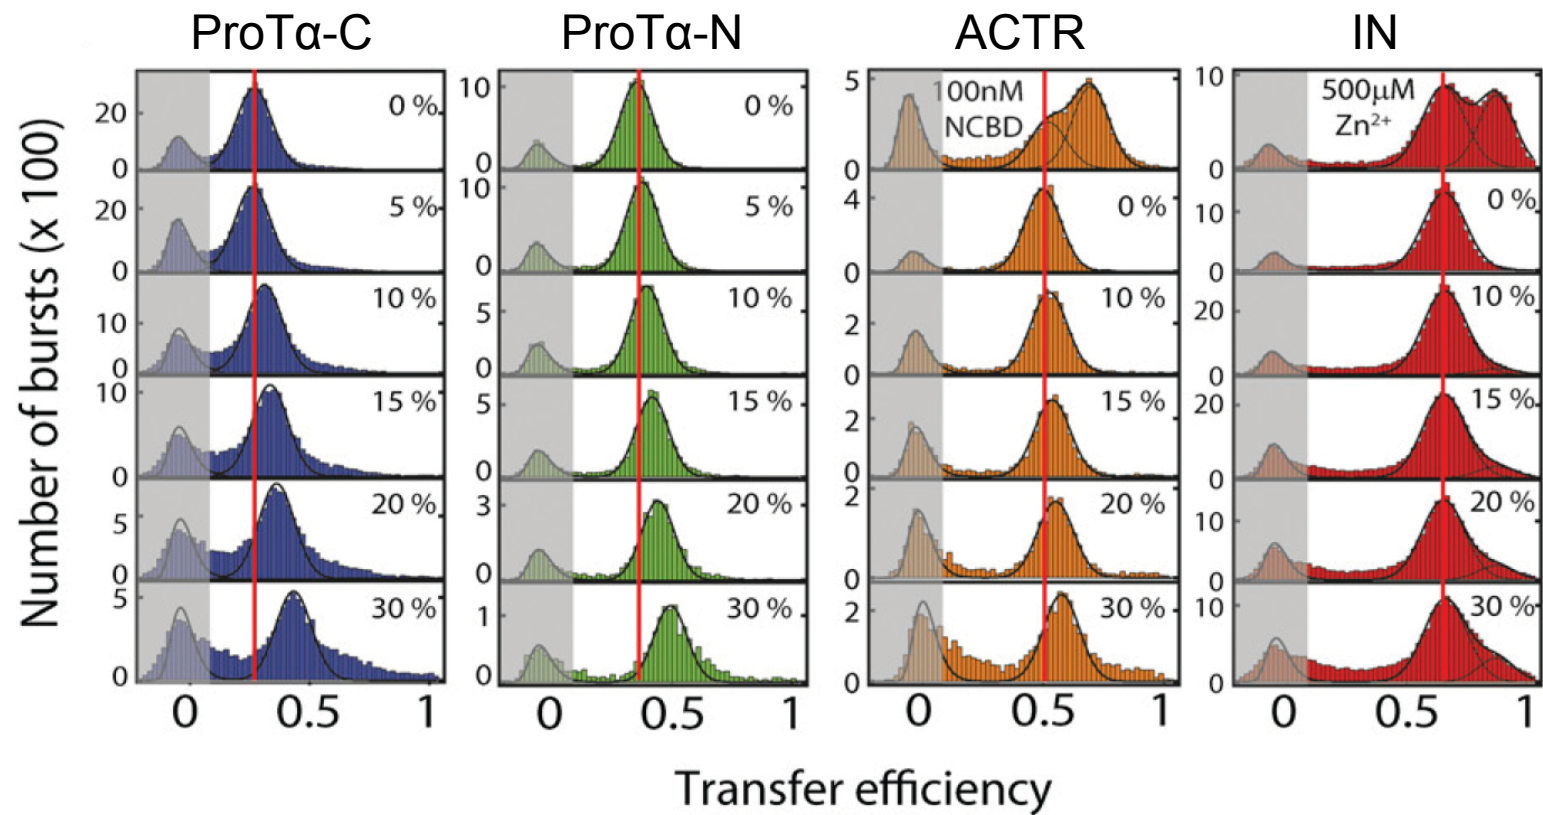 ProTα-C ProTα-N ACTR IN
Number of bursts (x 100)
20 0 % 10 0 % 5 100nM 10 500μM
NCBD Zn²⁺
0 0 0 0
20 5 % 10 5 % 4 0 % 10 0 %
0 0 0 0
10 10 % 5 10 % 2 10 % 20 10 %
0 0 0 0
10 15 % 5 15 % 2 15 % 20 15 %
0 0 0 0
5 20 % 3 20 % 2 20 % 10 20 %
0 0 0 0
5 30 % 1 30 % 2 30 % 10 30 %
0 0 0 0
0 0.5 1 0 0.5 1 0 0.5 1 0 0.5 1
Transfer efficiency